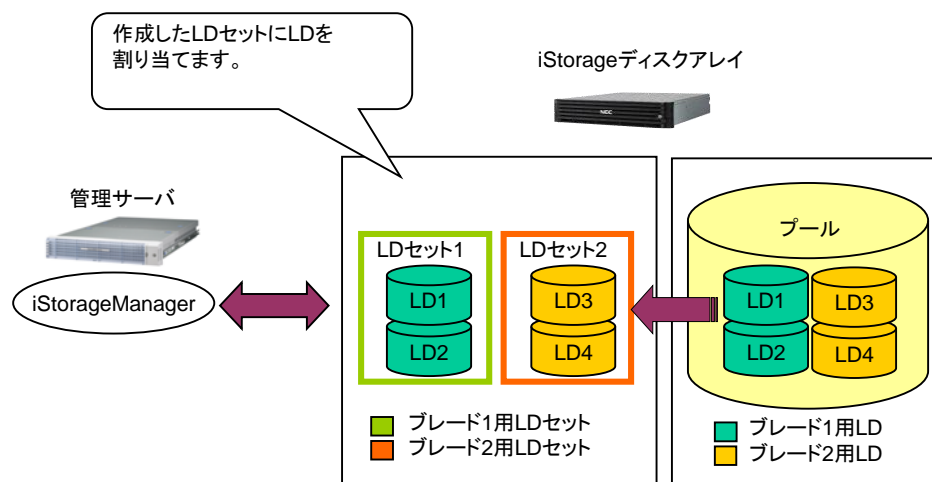 作成したLDセットにLDを
割り当てます。
iStorageディスクアレイ
NEC
管理サーバ
iStorageManager
LDセット1
LD1
LD2
LDセット2
LD3
LD4
プール
LD1
LD2
LD3
LD4
ブレード1用LDセット
ブレード2用LDセット
ブレード1用LD
ブレード2用LD